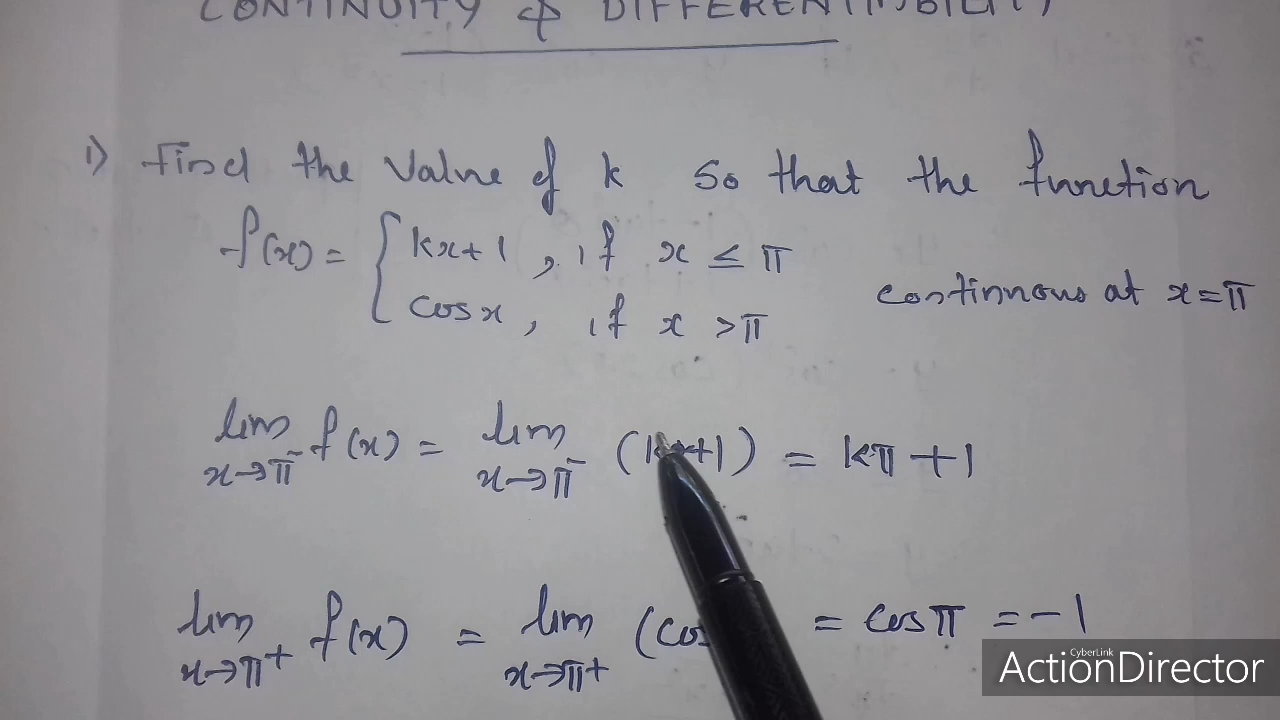 CONTINUITY & DIFFERENTIABILITY
1) Find the value of k so that the function
f(x) = { kx+1 , if x ≤ π
cos x , if x > π
continuous at x = π
lim x→π⁻ f(x) = lim x→π⁻ (kx+1) = kπ + 1
lim x→π⁺ f(x) = lim x→π⁺ (co = cos π = -1
CyberLink
ActionDirector